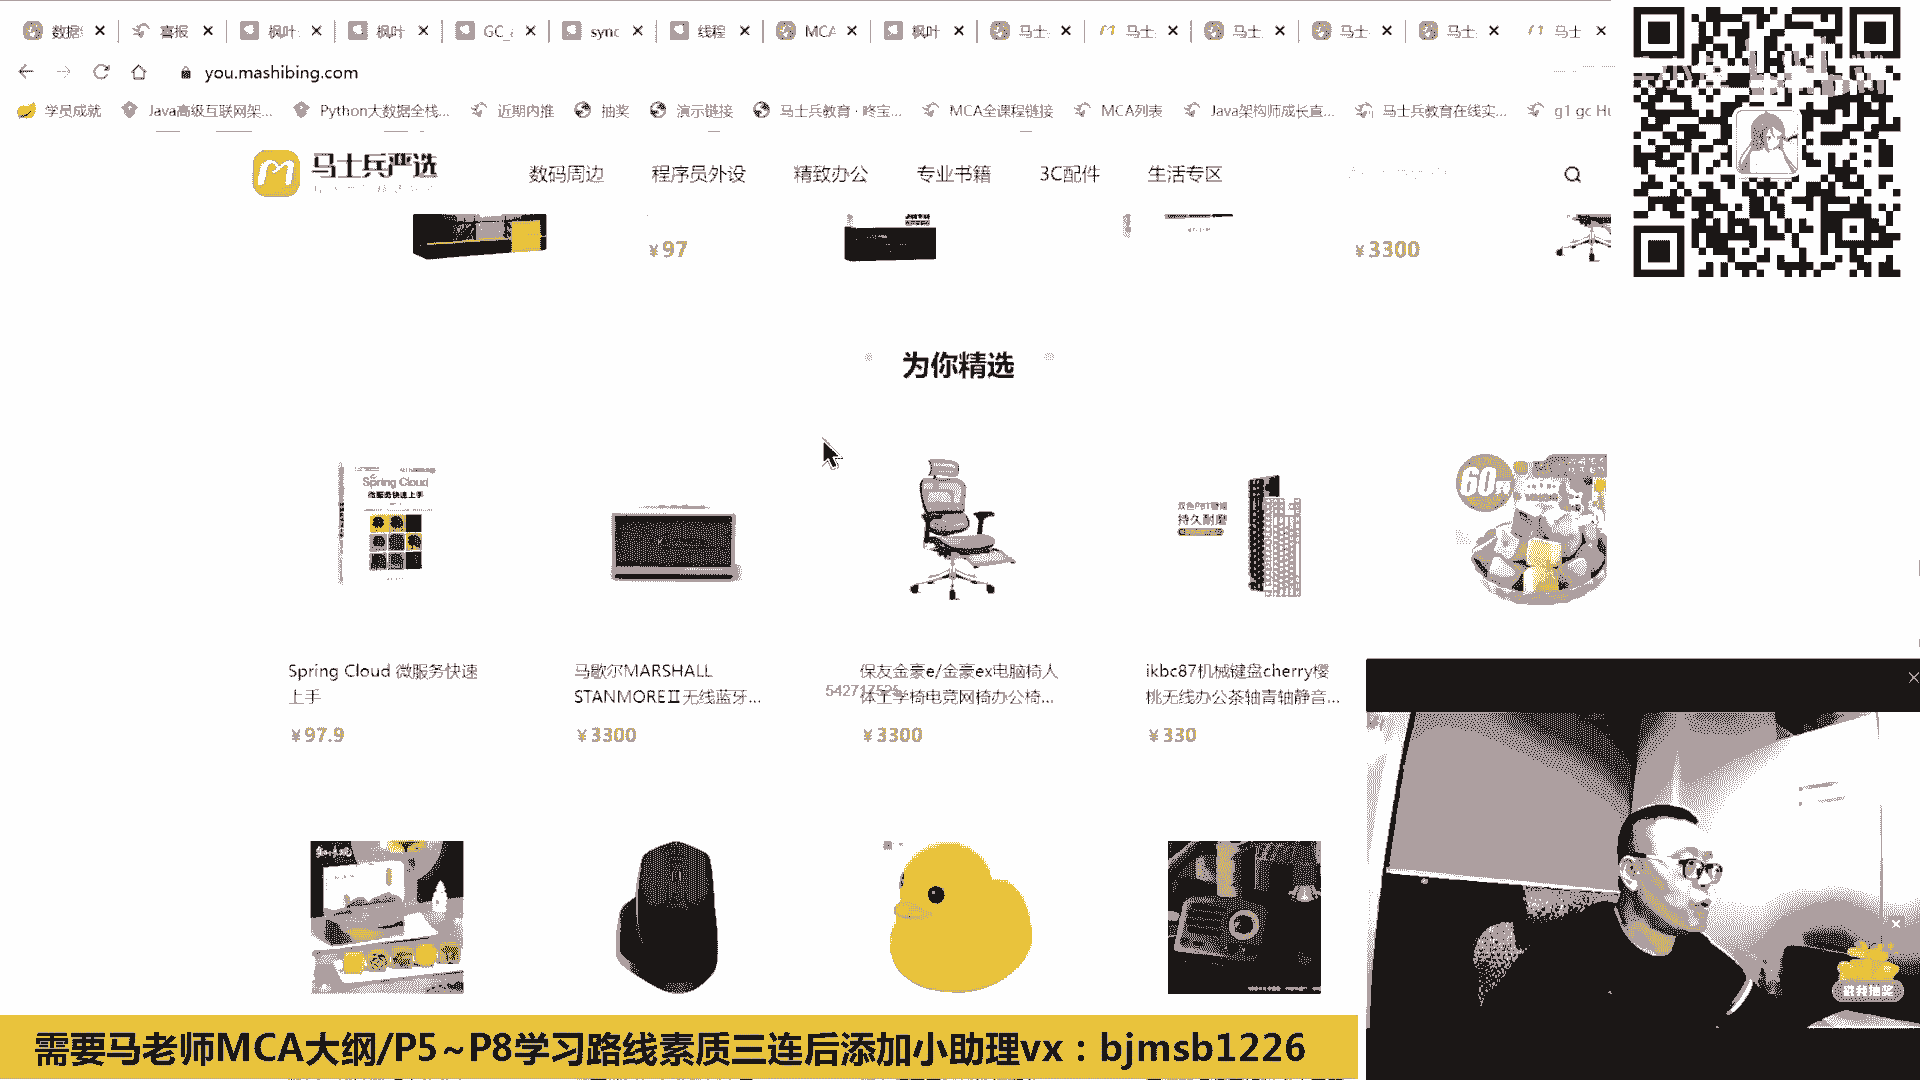 数据 喜报 枫叶 枫叶 GC_ sync 线程 MCA 枫叶 马士 马士 马士 马士 马士 马士
you.mashibing.com
学员成就 Java高级互联网架... Python大数据全栈... 近期内推 抽奖 演示链接 马士兵教育·咚宝... MCA全课程链接 MCA列表 Java架构师成长直... 马士兵教育在线实... g1 gc Hu
马士兵严选 数码周边 程序员外设 精致办公 专业书籍 3C配件 生活专区
¥97 ¥3300
为你精选
Spring Cloud
微服务快速上手
持久耐磨
60
Spring Cloud 微服务快速
上手
¥97.9
马歇尔MARSHALL
STANMOREⅡ无线蓝牙...
¥3300
保友金豪e/金豪ex电脑椅人
体工学椅电竞网椅办公椅...
¥3300
ikbc87机械键盘cherry樱
桃无线办公茶轴青轴静音...
¥330
需要马老师MCA大纲/P5~P8学习路线素质三连后添加小助理vx：bjmsb1226